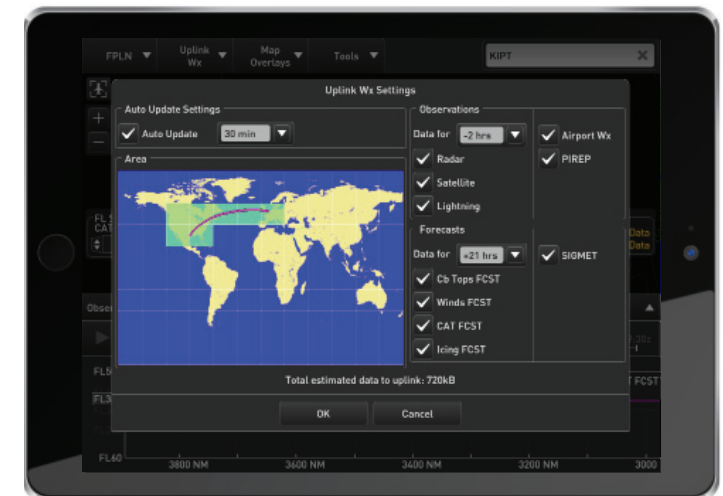 FPLN
Uplink Wx
Map Overlays
Tools
KIPT
Uplink Wx Settings
Auto Update Settings
Auto Update
30 min
Area
Observations
Data for
-2 hrs
Airport Wx
Radar
PIREP
Satellite
Lightning
Forecasts
Data for
+21 hrs
SIGMET
Cb Tops FCST
Winds FCST
CAT FCST
Icing FCST
Total estimated data to uplink: 720kB
OK
Cancel
Data
Data
FCST
FL60
3800 NM
3600 NM
3400 NM
3200 NM
3000